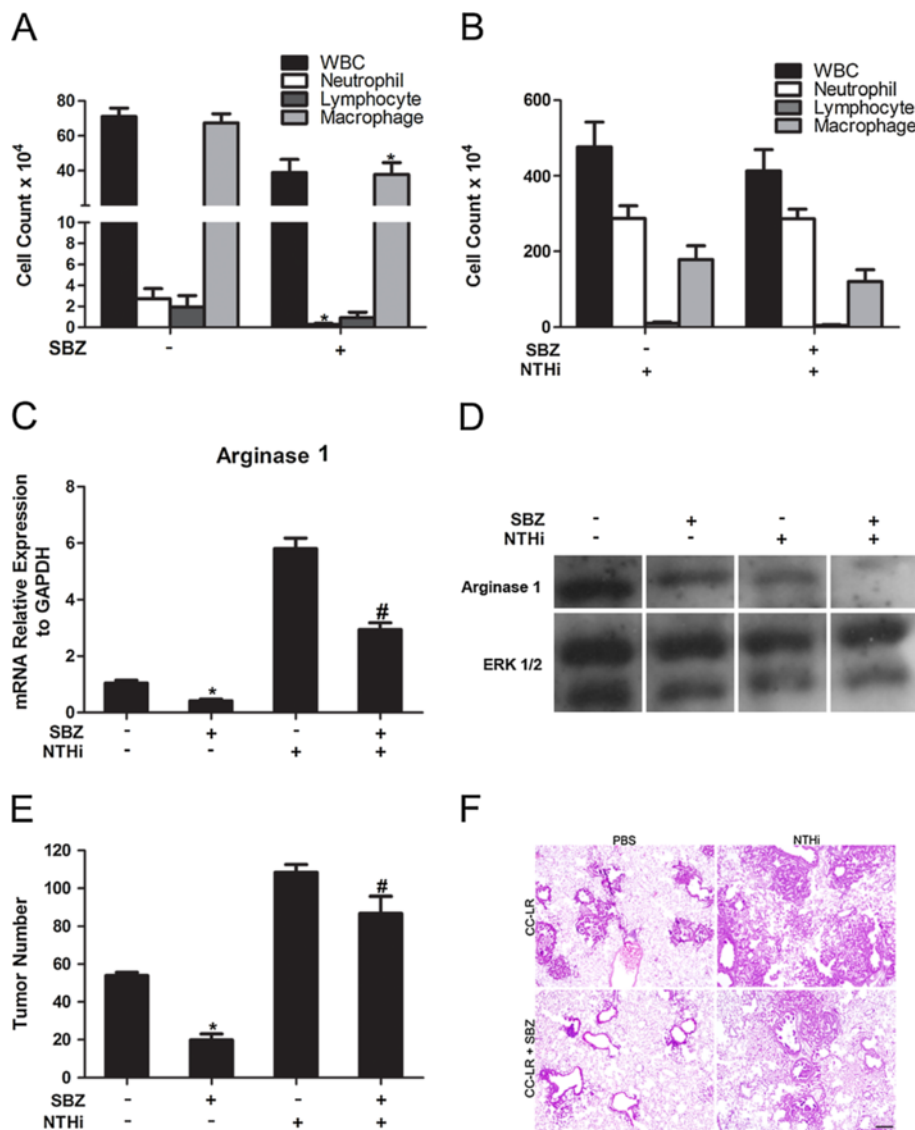 A
WBC
Neutrophil
Lymphocyte
Macrophage
Cell Count x 10⁴
80
60
40
20
10
8
6
4
2
0
*
*
SBZ - +
B
WBC
Neutrophil
Lymphocyte
Macrophage
Cell Count x 10⁴
600
400
200
0
SBZ - +
NTHi + +
C
Arginase 1
mRNA Relative Expression
to GAPDH
8
6
4
2
0
*
#
SBZ - + - +
NTHi - - + +
D
SBZ - + - +
NTHi - - + +
Arginase 1
ERK 1/2
E
Tumor Number
120
100
80
60
40
20
0
*
#
SBZ - + - +
NTHi - - + +
F
PBS NTHi
CC-LR
CC-LR + SBZ